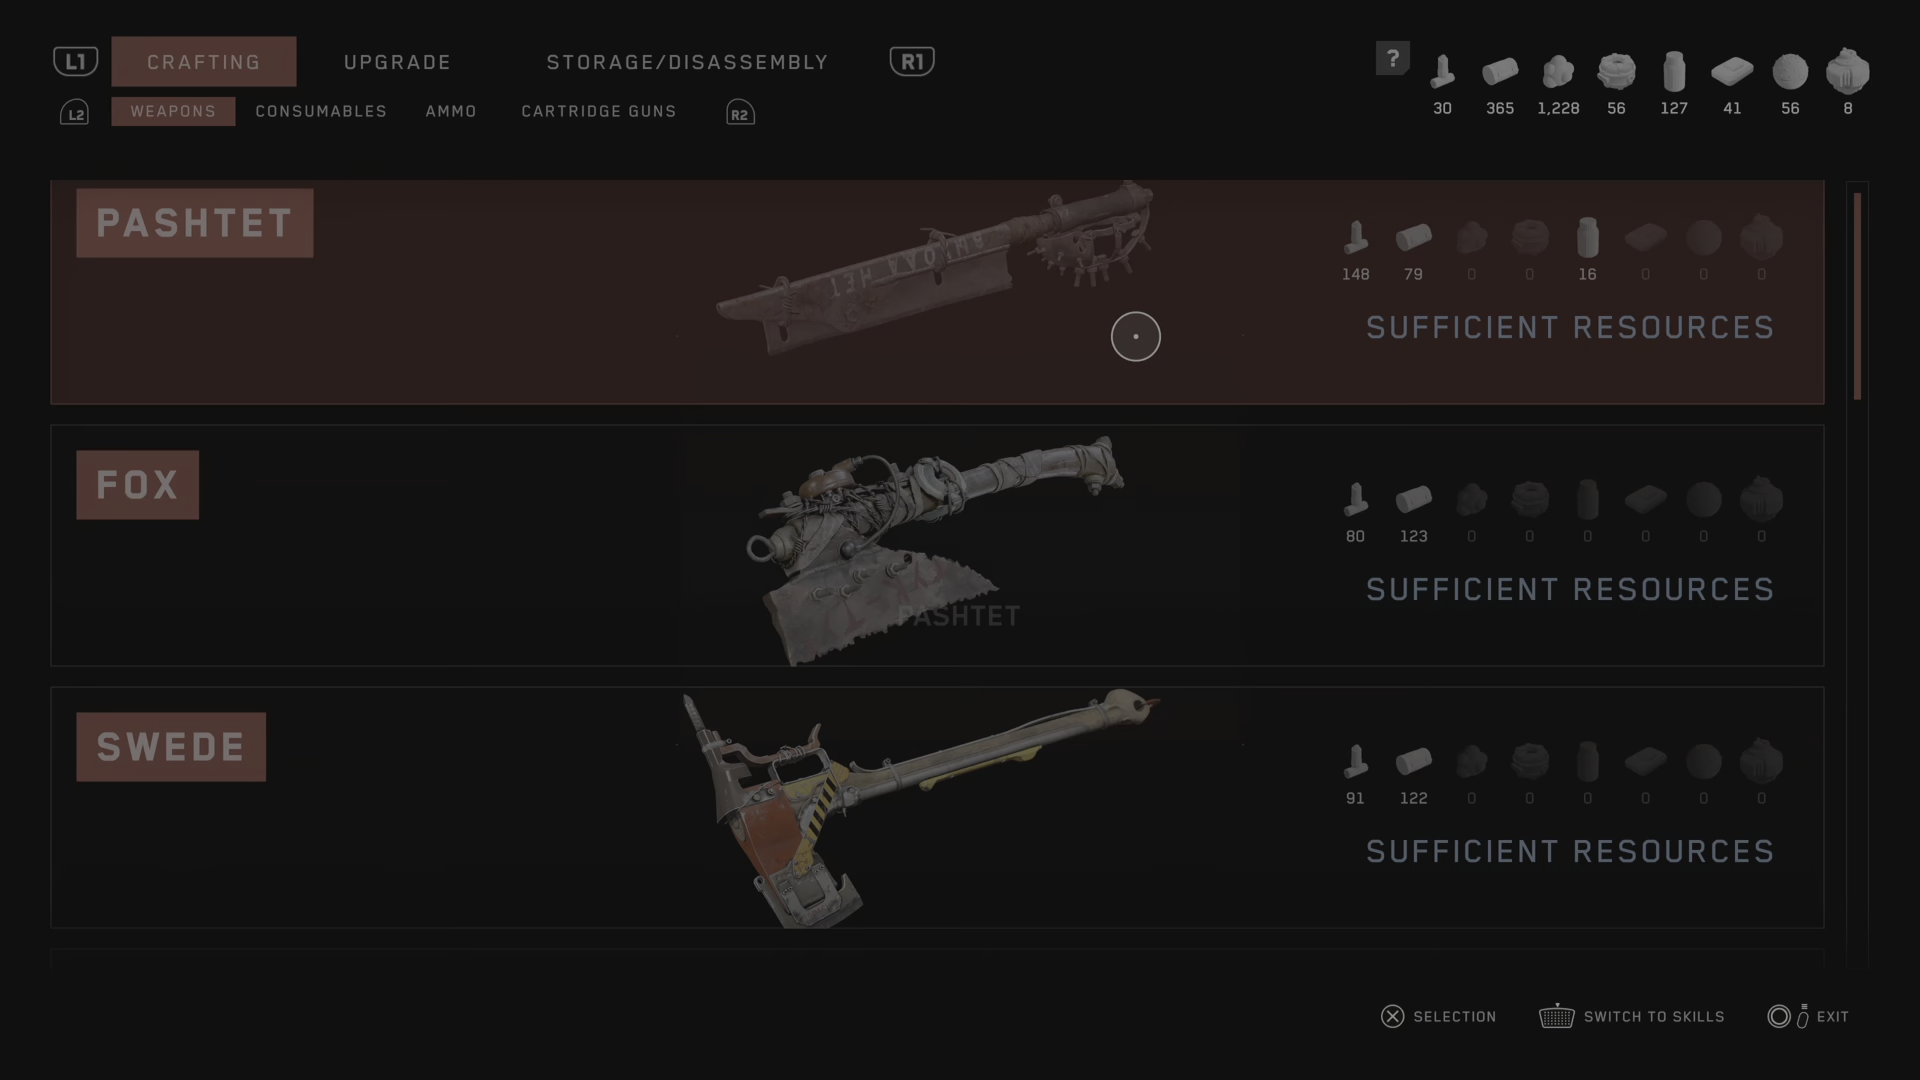 L1 CRAFTING UPGRADE STORAGE/DISASSEMBLY R1 ?
L2 WEAPONS CONSUMABLES AMMO CARTRIDGE GUNS R2
30 365 1,228 56 127 41 56 8
PASHTET
148 79 0 0 16 0 0 0
SUFFICIENT RESOURCES
FOX
80 123 0 0 0 0 0 0
SUFFICIENT RESOURCES
PASHTET
SWEDE
91 122 0 0 0 0 0 0
SUFFICIENT RESOURCES
SELECTION SWITCH TO SKILLS EXIT